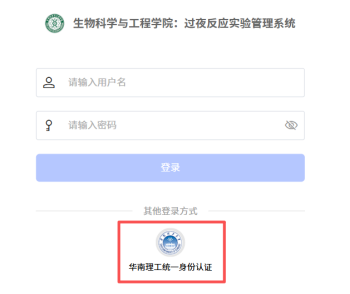 生物科学与工程学院：过夜反应实验管理系统
请输入用户名
请输入密码
登录
其他登录方式
华南理工统一身份认证